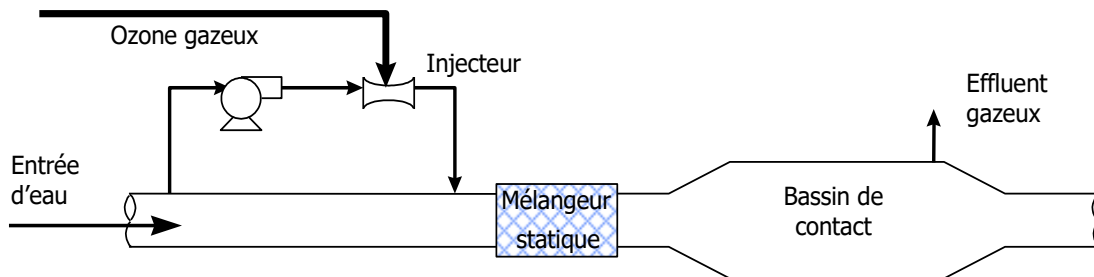 Ozone gazeux
Injecteur
Effluent
gazeux
Entrée
d’eau
Mélangeur
statique
Bassin de
contact